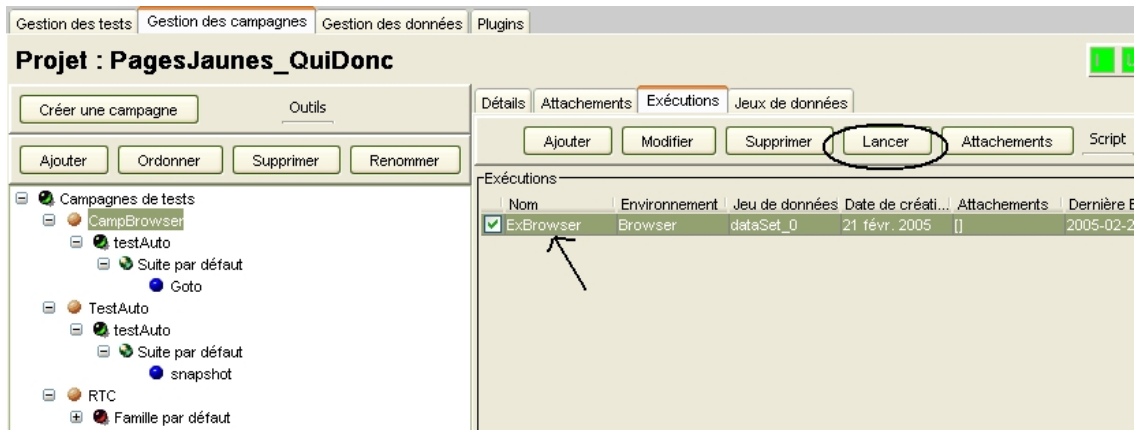 Gestion des tests Gestion des campagnes Gestion des données Plugins
Projet : PagesJaunes_QuiDonc
Créer une campagne Outils
Ajouter Ordonner Supprimer Renommer
Campagnes de tests
CampBrowser
testAuto
Suite par défaut
Goto
TestAuto
testAuto
Suite par défaut
snapshot
RTC
Famille par défaut
Détails Attachements Exécutions Jeux de données
Ajouter Modifier Supprimer Lancer Attachements Script
Exécutions
Nom Environnement Jeu de données Date de créati... Attachements Dernière E
ExBrowser Browser dataSet_0 21 févr. 2005 [] 2005-02-2